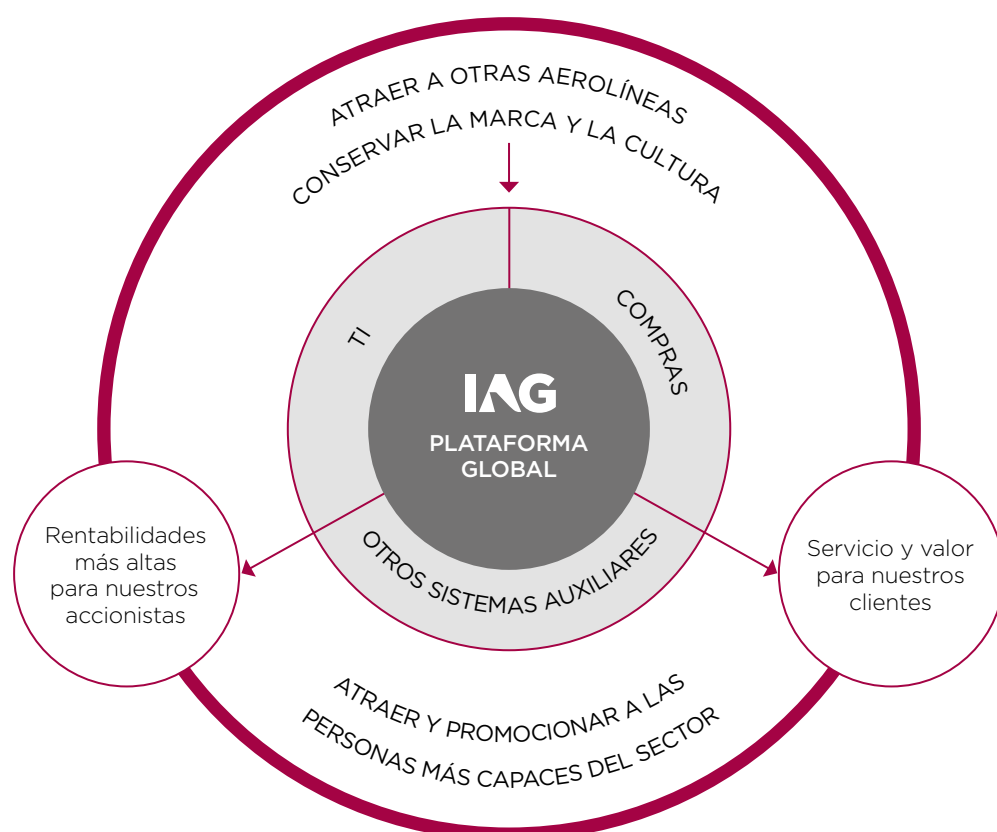 ATRAER A OTRAS AEROLÍNEAS
CONSERVAR LA MARCA Y LA CULTURA
TI
COMPRAS
IAG
PLATAFORMA
GLOBAL
OTROS SISTEMAS AUXILIARES
Rentabilidades
más altas
para nuestros
accionistas
Servicio y valor
para nuestros
clientes
ATRAER Y PROMOCIONAR A LAS
PERSONAS MÁS CAPACES DEL SECTOR